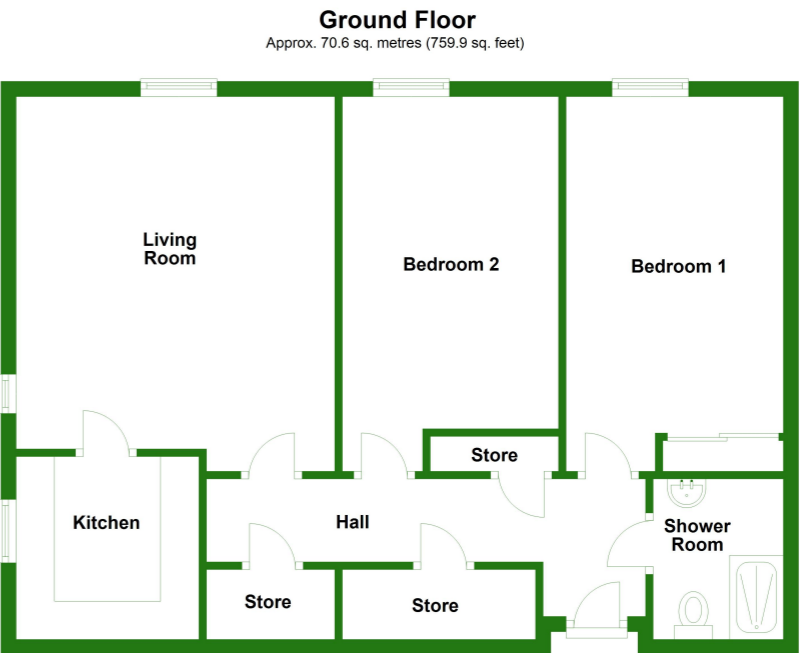 Ground Floor
Approx. 70.6 sq. metres (759.9 sq. feet)
Living
Room
Bedroom 2
Bedroom 1
Store
Kitchen
Hall
Shower
Room
Store
Store